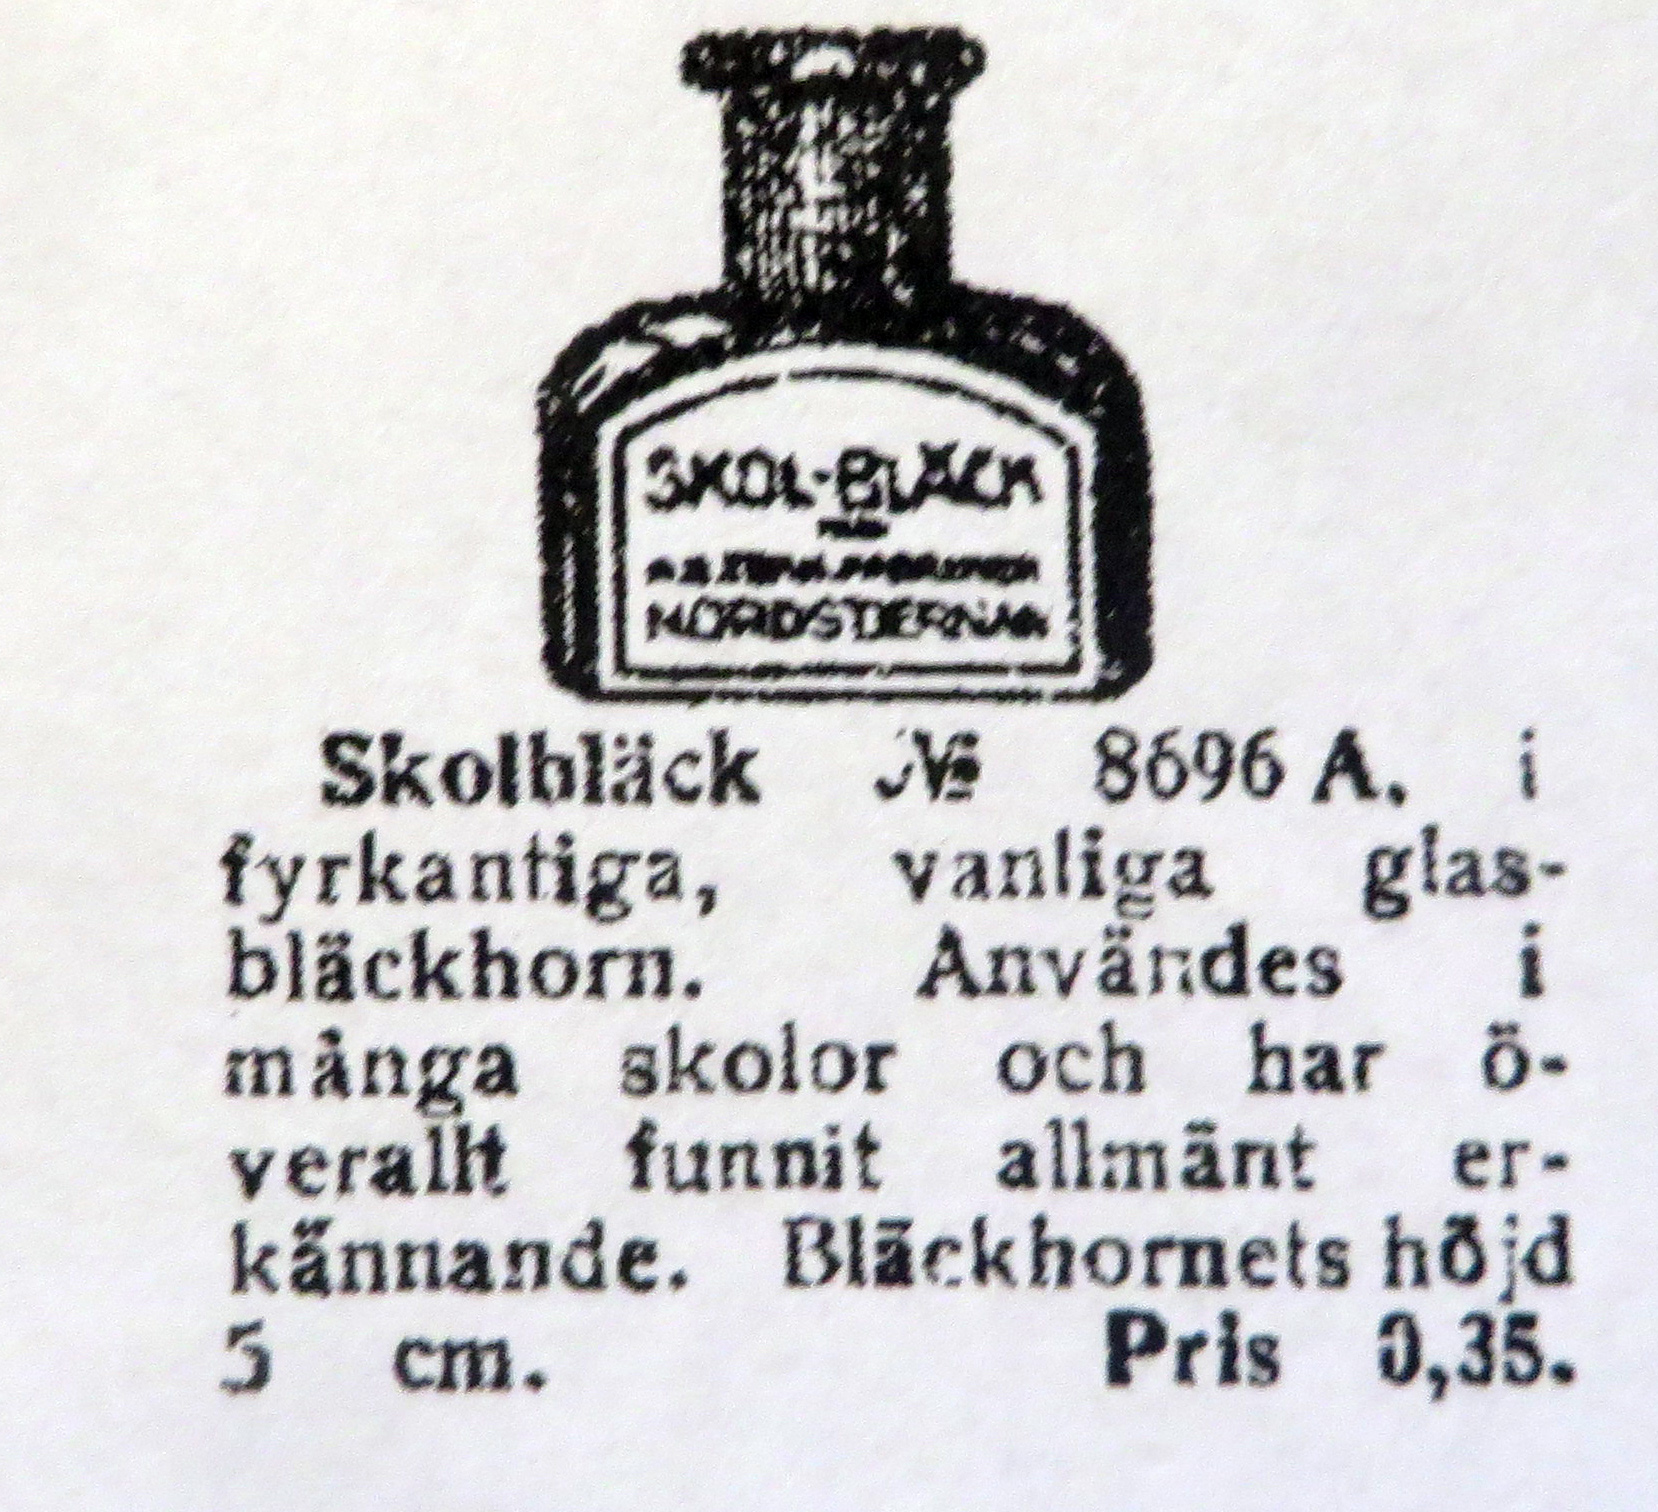 SKOL-BLÄCK
FRÅN
NORDSTJERNAN
Skolbläck № 8696 A. i
fyrkantiga, vanliga glas-
bläckhorn. Användes i
många skolor och har ö-
verallt funnit allmänt er-
kännande. Bläckhornets höjd
5 cm. Pris 0,35.